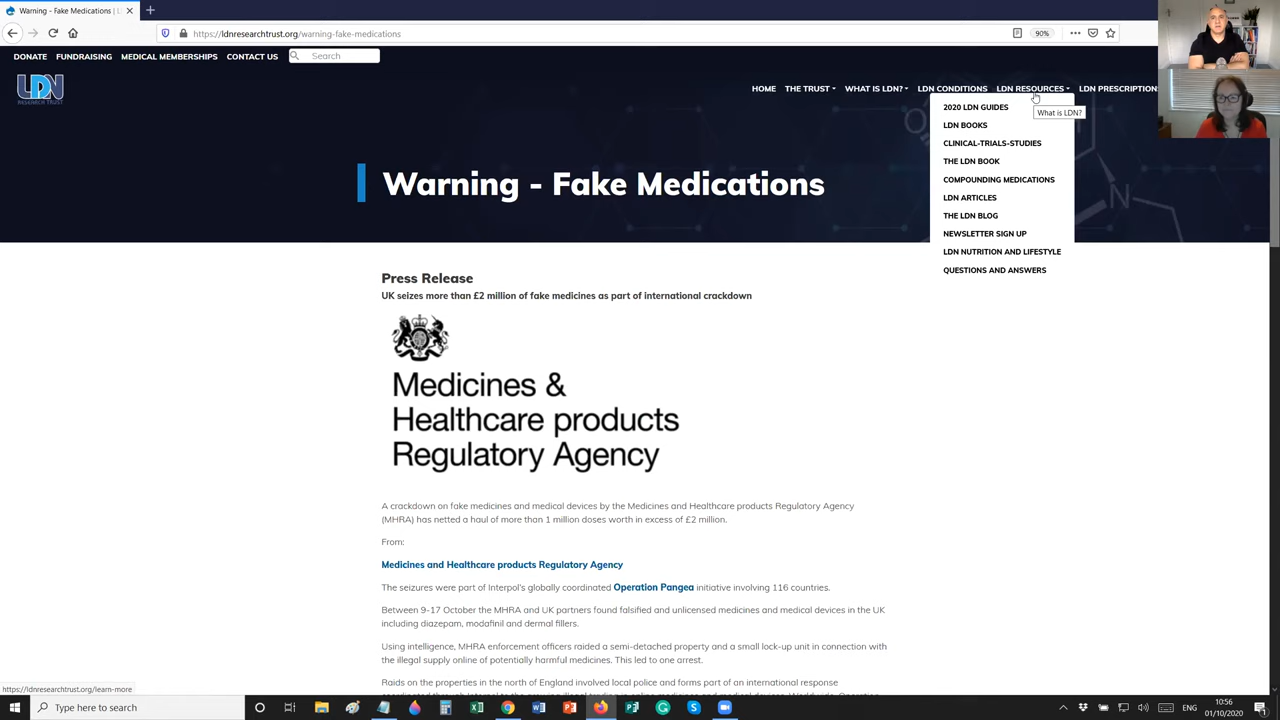 Warning - Fake Medications | L
https://ldnresearchtrust.org/warning-fake-medications
90%
DONATE FUNDRAISING MEDICAL MEMBERSHIPS CONTACT US Search
LDN
RESEARCH TRUST
HOME THE TRUST WHAT IS LDN? LDN CONDITIONS LDN RESOURCES LDN PRESCRIPTION
2020 LDN GUIDES
What is LDN?
LDN BOOKS
CLINICAL-TRIALS-STUDIES
THE LDN BOOK
COMPOUNDING MEDICATIONS
LDN ARTICLES
THE LDN BLOG
NEWSLETTER SIGN UP
LDN NUTRITION AND LIFESTYLE
QUESTIONS AND ANSWERS
Warning - Fake Medications
Press Release
UK seizes more than £2 million of fake medicines as part of international crackdown
Medicines &
Healthcare products
Regulatory Agency
A crackdown on fake medicines and medical devices by the Medicines and Healthcare products Regulatory Agency
(MHRA) has netted a haul of more than 1 million doses worth in excess of £2 million.
From:
Medicines and Healthcare products Regulatory Agency
The seizures were part of Interpol's globally coordinated Operation Pangea initiative involving 116 countries.
Between 9-17 October the MHRA and UK partners found falsified and unlicensed medicines and medical devices in the UK
including diazepam, modafinil and dermal fillers.
Using intelligence, MHRA enforcement officers raided a semi-detached property and a small lock-up unit in connection with
the illegal supply online of potentially harmful medicines. This led to one arrest.
Raids on the properties in the north of England involved local police and forms part of an international response
https://ldnresearchtrust.org/learn-more
Type here to search
10:56
01/10/2020